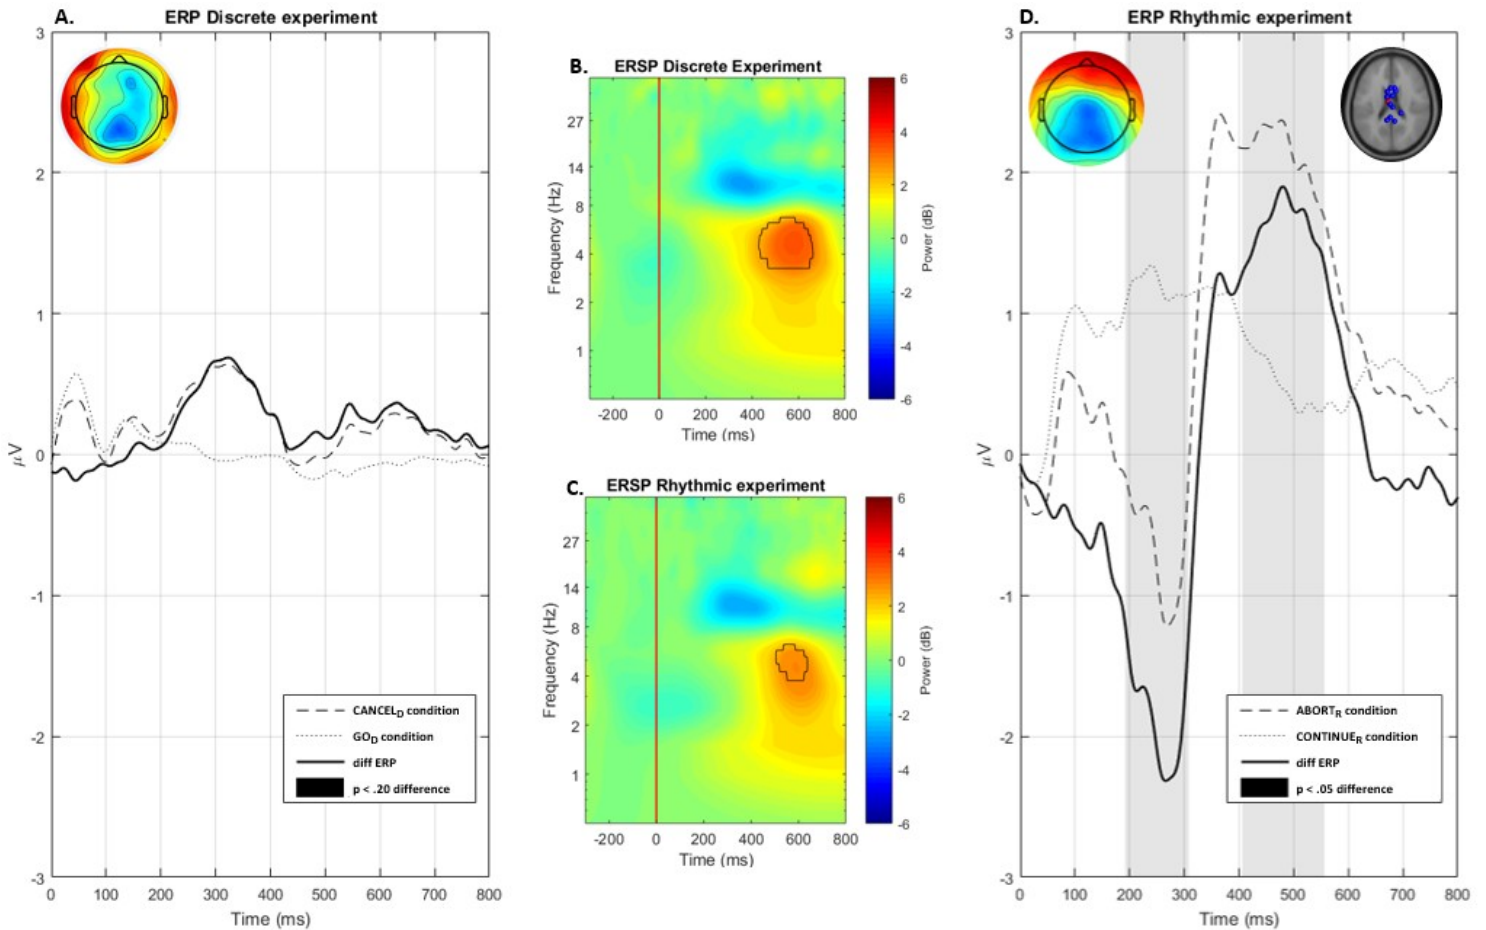 A.
ERP Discrete experiment
3
2
1
0
-1
-2
-3
μV
0 100 200 300 400 500 600 700 800
Time (ms)
CANCEL_D condition
GO_D condition
diff ERP
p < .20 difference
B.
ERSP Discrete Experiment
27
14
8
4
2
1
Frequency (Hz)
-200 0 200 400 600 800
Time (ms)
6
4
2
0
-2
-4
-6
Power (dB)
C.
ERSP Rhythmic experiment
27
14
8
4
2
1
Frequency (Hz)
-200 0 200 400 600 800
Time (ms)
6
4
2
0
-2
-4
-6
Power (dB)
D.
ERP Rhythmic experiment
3
2
1
0
-1
-2
-3
μV
0 100 200 300 400 500 600 700 800
Time (ms)
ABORT_R condition
CONTINUE_R condition
diff ERP
p < .05 difference